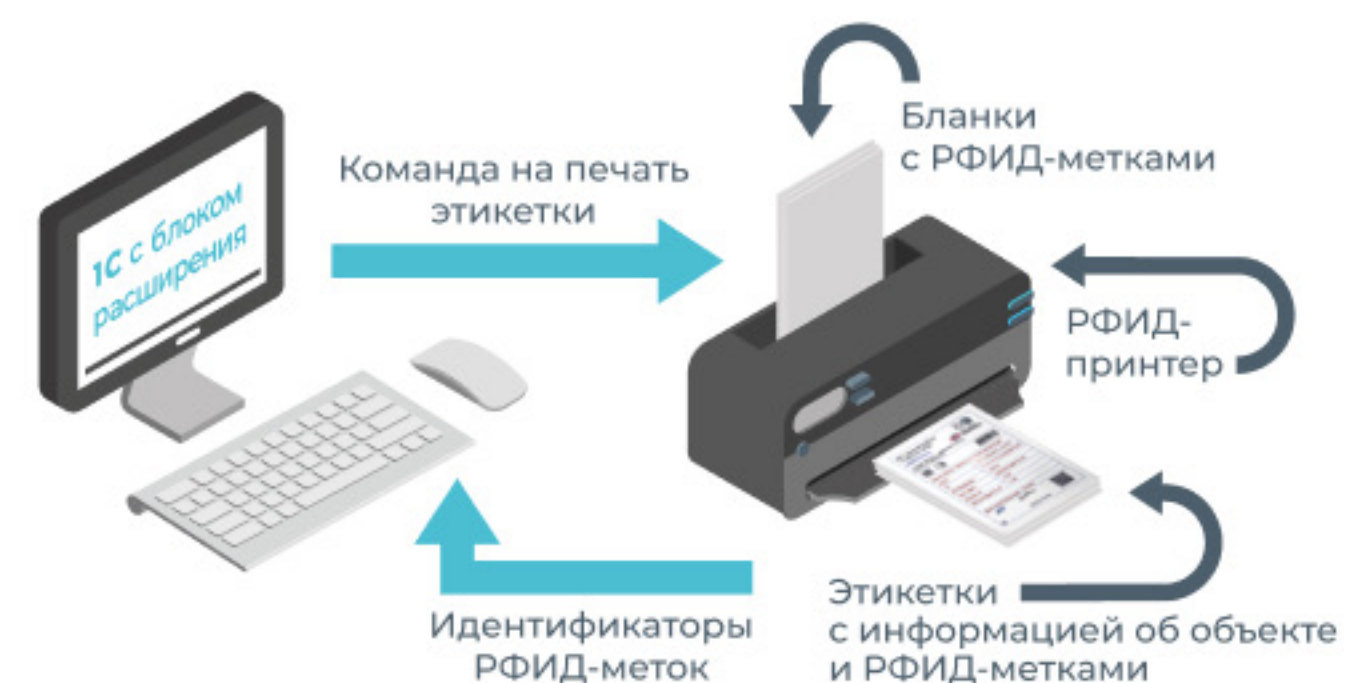 1С с блоком
расширения
Команда на печать
этикетки
Бланки
с РФИД-метками
РФИД-
принтер
Идентификаторы
РФИД-меток
Этикетки
с информацией об объекте
и РФИД-метками